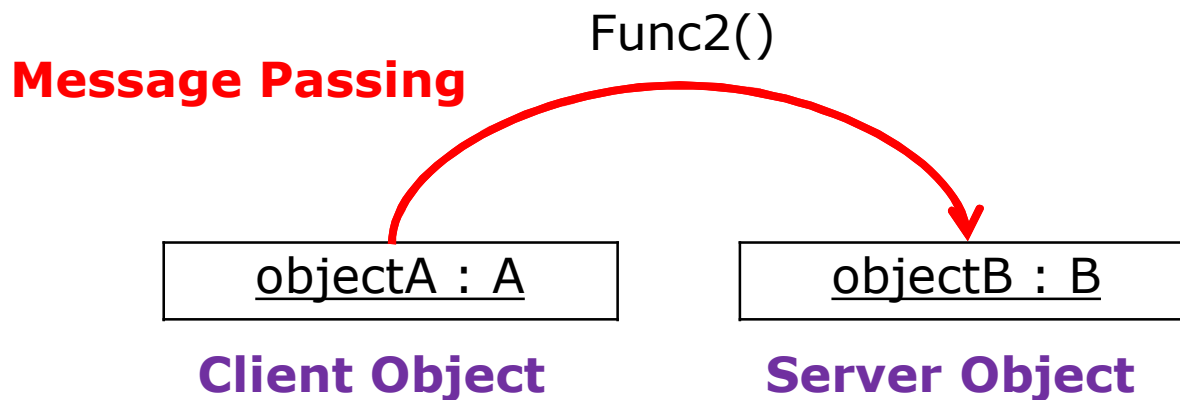 Func2()
Message Passing
objectA : A
objectB : B
Client Object
Server Object